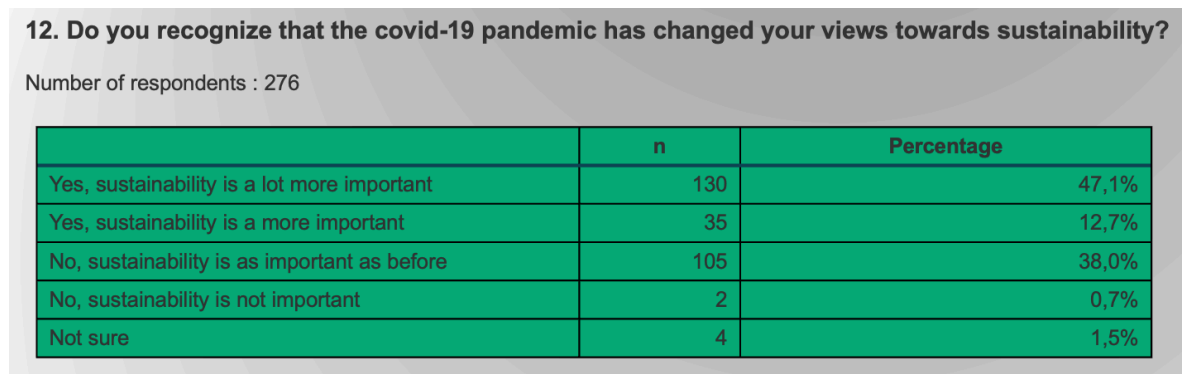 12. Do you recognize that the covid-19 pandemic has changed your views towards sustainability?
Number of respondents : 276
n Percentage
Yes, sustainability is a lot more important 130 47,1%
Yes, sustainability is a more important 35 12,7%
No, sustainability is as important as before 105 38,0%
No, sustainability is not important 2 0,7%
Not sure 4 1,5%